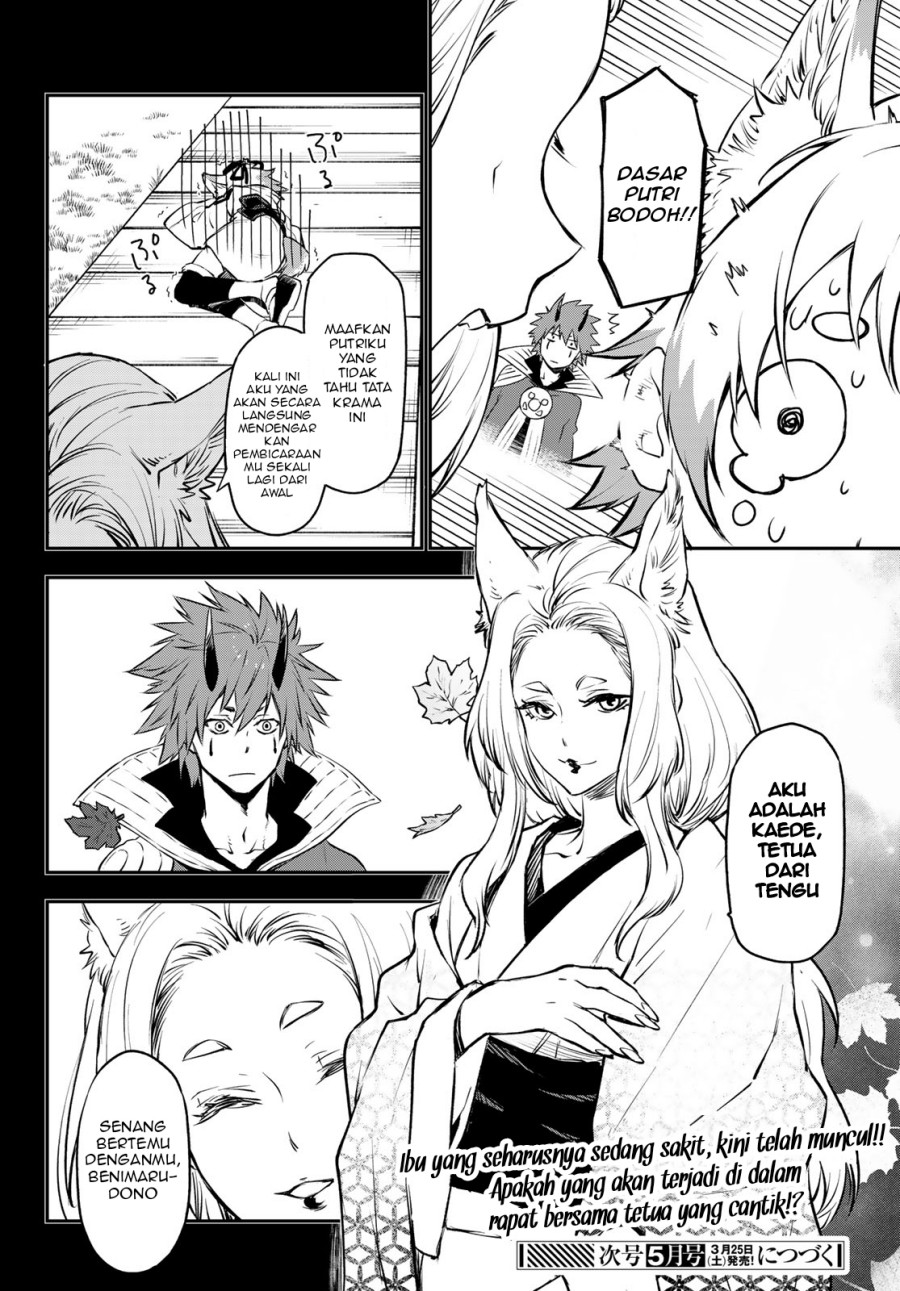 DASAR
PUTRI
BODOH!!
ぷ°
る
ぷ°
る
MAAFKAN
PUTRIKU
YANG
TIDAK
TAHU TATA
KRAMA
INI
KALI INI
AKU YANG
AKAN SECARA
LANGSUNG
MENDENGAR
KAN
PEMBICARAAN
MU SEKALI
LAGI DARI
AWAL
AKU
ADALAH
KAEDE,
TETUA
DARI
TENGU
SENANG
BERTEMU
DENGANMU,
BENIMARU-
DONO
Ibu yang seharusnya sedang sakit, kini telah muncul!!
Apakah yang akan terjadi di dalam
rapat bersama tetua yang cantik!?
次号5月号 3月25日(土)発売! につづく